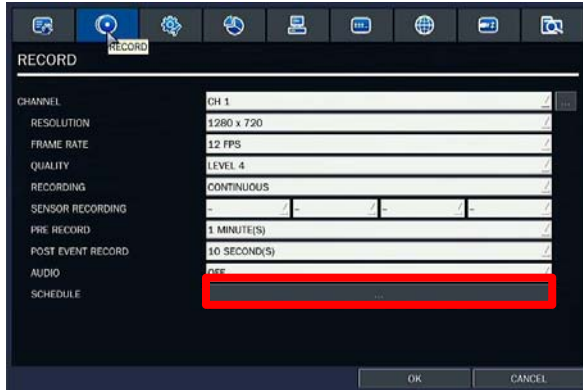 RECORD
RECORD
CHANNEL CH 1 ...
RESOLUTION 1280 x 720
FRAME RATE 12 FPS
QUALITY LEVEL 4
RECORDING CONTINUOUS
SENSOR RECORDING - - - -
PRE RECORD 1 MINUTE(S)
POST EVENT RECORD 10 SECOND(S)
AUDIO OFF
SCHEDULE ...
OK CANCEL